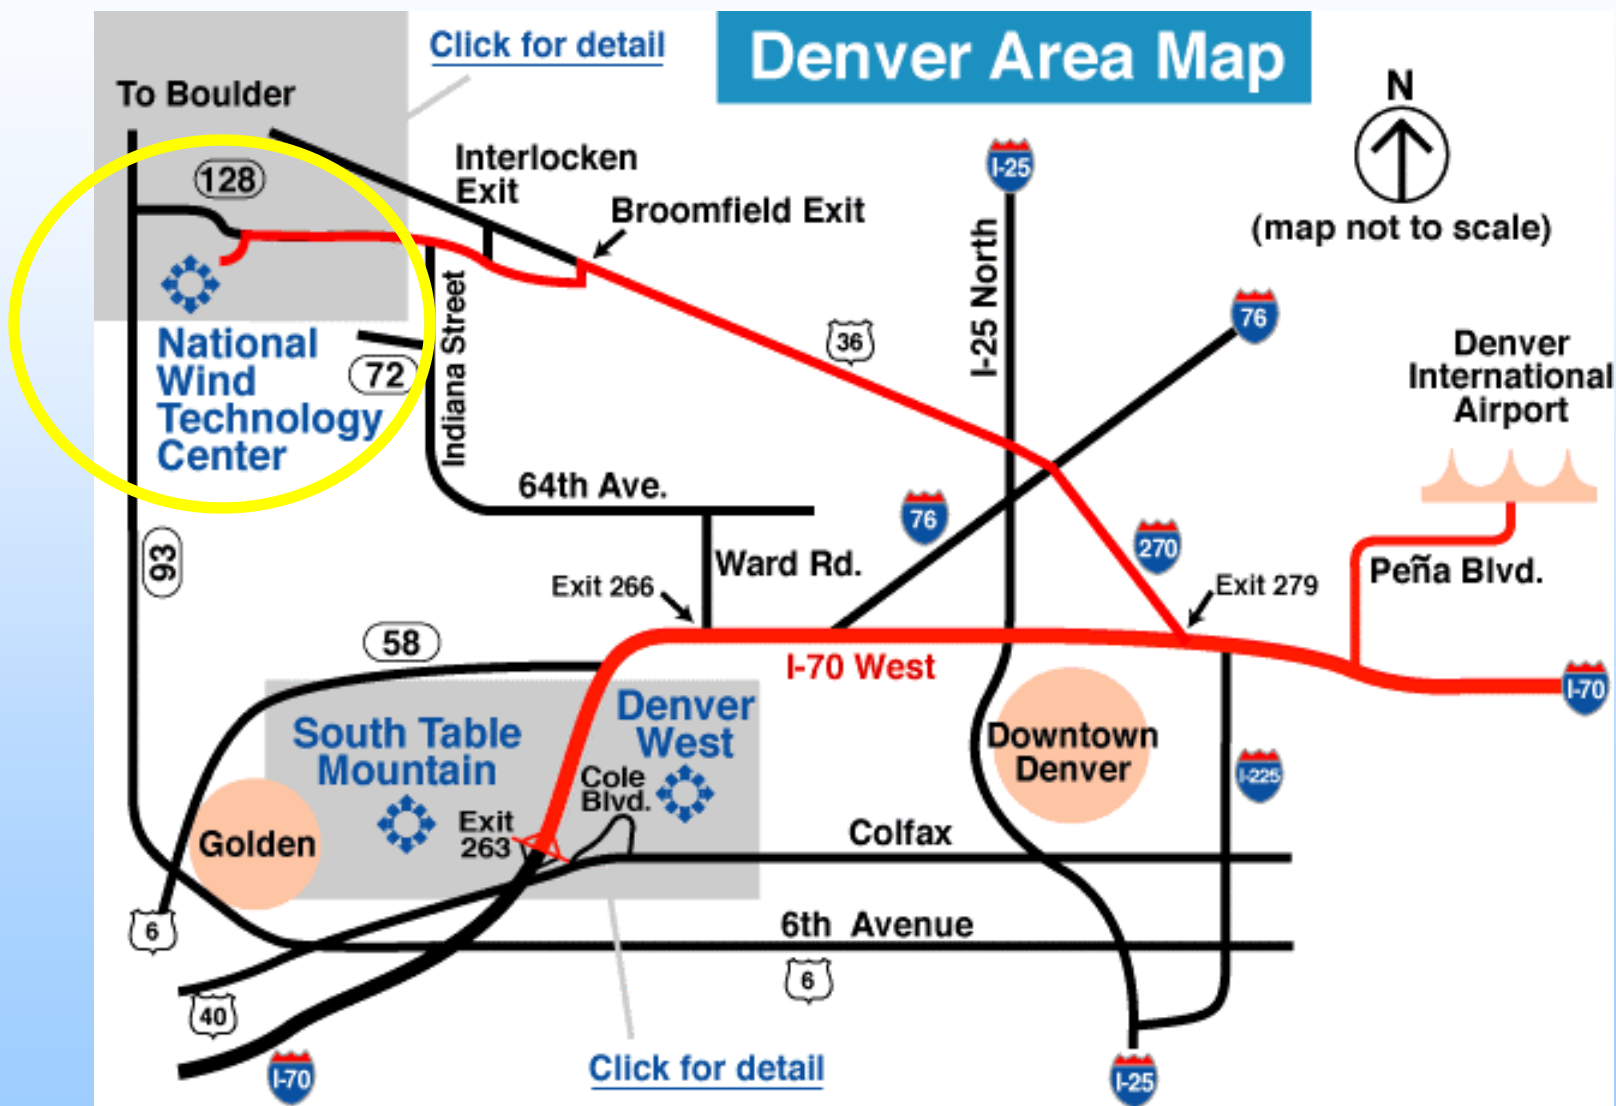 Click for detail
Denver Area Map
To Boulder
N
(map not to scale)
128
Interlocken
Exit
Broomfield Exit
I-25
I-25 North
76
36
Denver
International
Airport
National
Wind
Technology
Center
72
Indiana Street
64th Ave.
76
270
93
Ward Rd.
Exit 266
Exit 279
Peña Blvd.
58
I-70 West
I-70
South Table
Mountain
Denver
West
Cole
Blvd.
Exit
263
Downtown
Denver
I-225
Golden
Colfax
6
6th Avenue
6
40
I-70
Click for detail
I-25